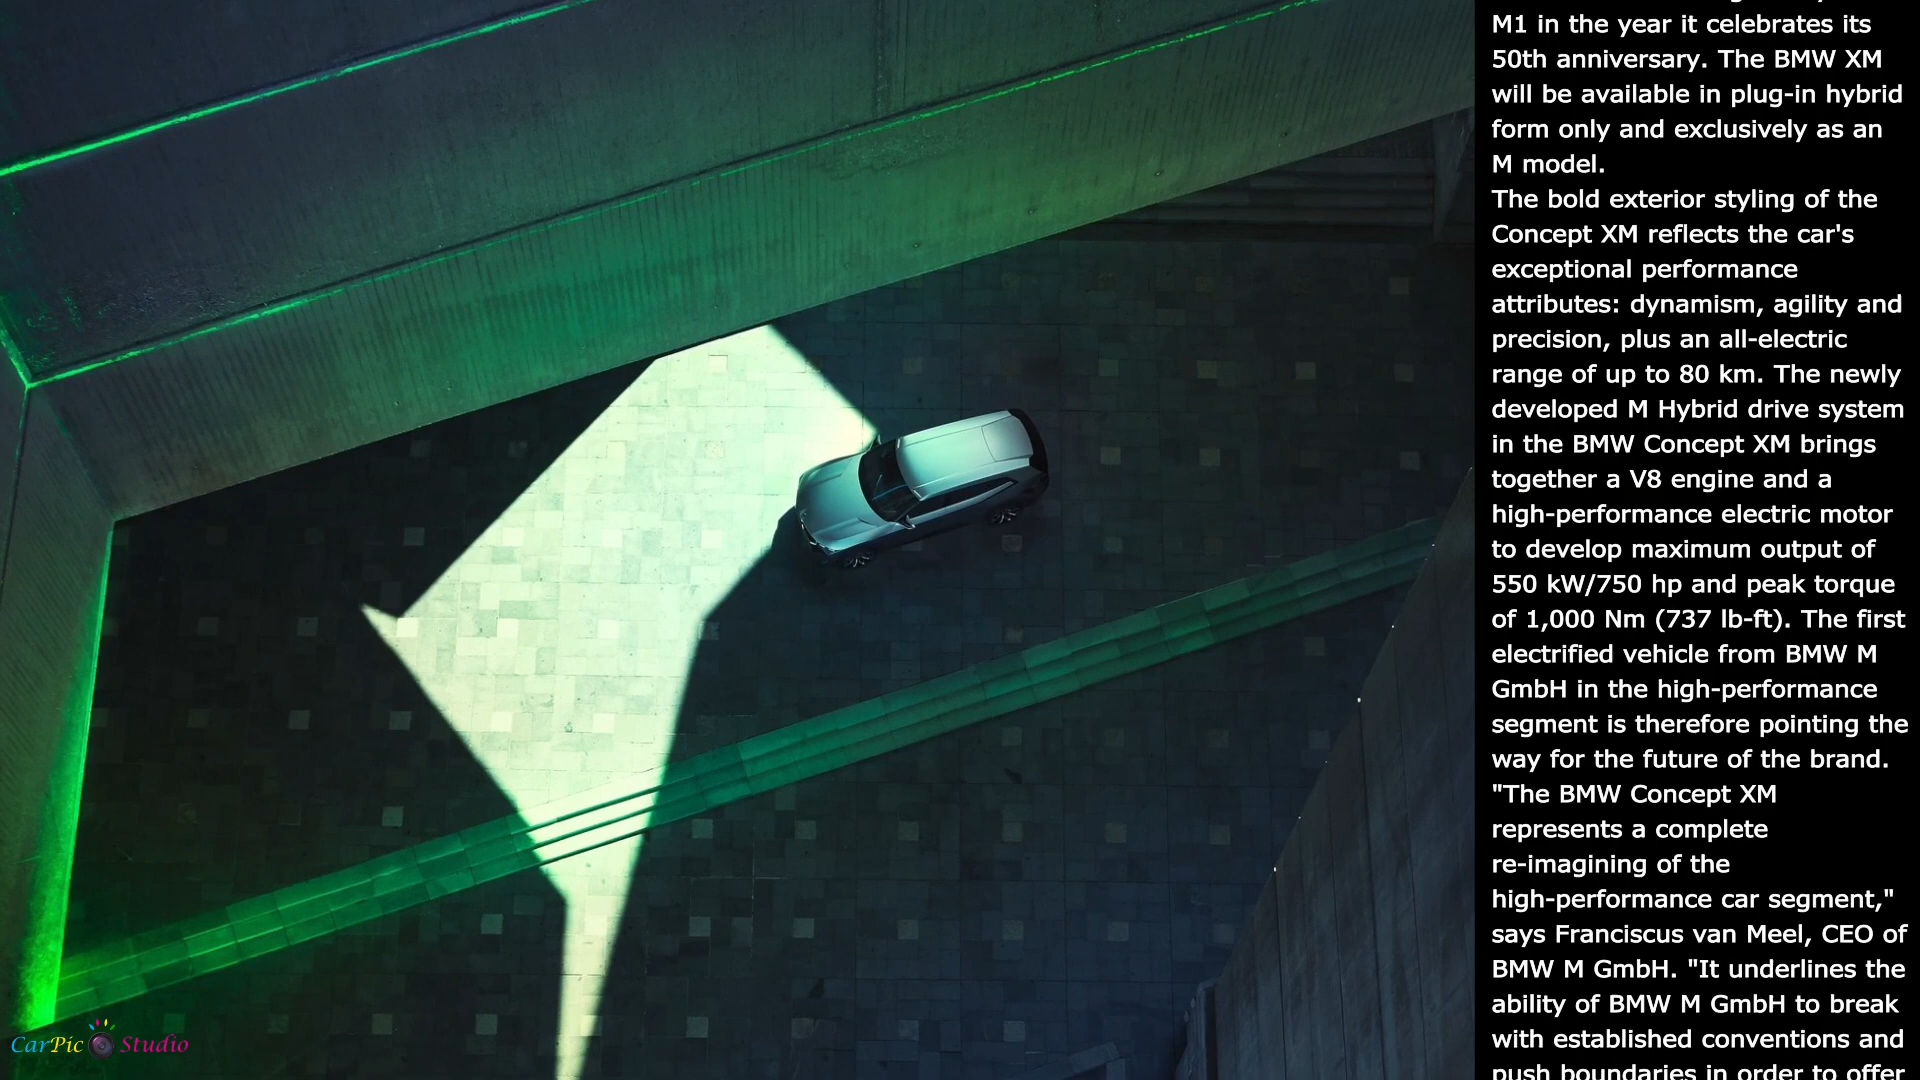 M1 in the year it celebrates its
50th anniversary. The BMW XM
will be available in plug-in hybrid
form only and exclusively as an
M model.
The bold exterior styling of the
Concept XM reflects the car's
exceptional performance
attributes: dynamism, agility and
precision, plus an all-electric
range of up to 80 km. The newly
developed M Hybrid drive system
in the BMW Concept XM brings
together a V8 engine and a
high-performance electric motor
to develop maximum output of
550 kW/750 hp and peak torque
of 1,000 Nm (737 lb-ft). The first
electrified vehicle from BMW M
GmbH in the high-performance
segment is therefore pointing the
way for the future of the brand.
"The BMW Concept XM
represents a complete
re-imagining of the
high-performance car segment,"
says Franciscus van Meel, CEO of
BMW M GmbH. "It underlines the
ability of BMW M GmbH to break
with established conventions and
push boundaries in order to offer
CarPic Studio